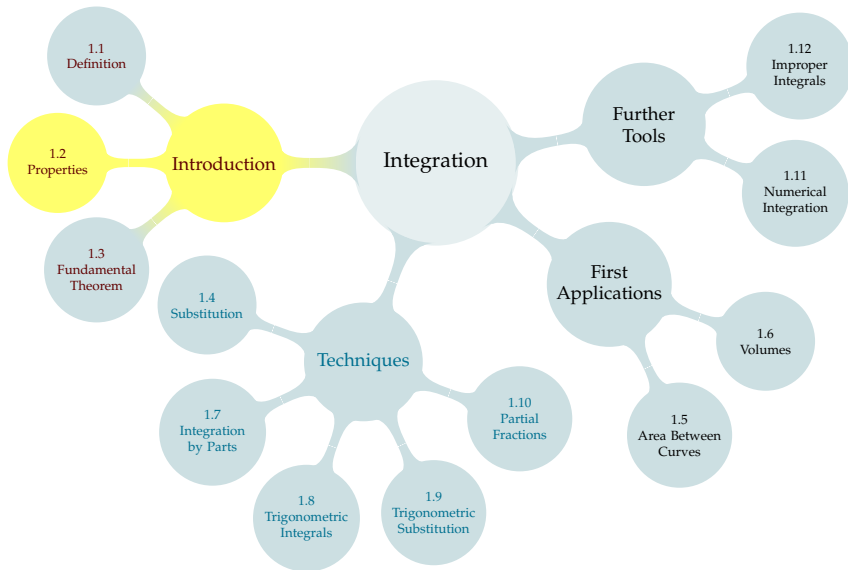 Integration
Introduction
1.1
Definition
1.2
Properties
1.3
Fundamental
Theorem
Techniques
1.4
Substitution
1.7
Integration
by Parts
1.8
Trigonometric
Integrals
1.9
Trigonometric
Substitution
1.10
Partial
Fractions
First
Applications
1.5
Area Between
Curves
1.6
Volumes
Further
Tools
1.11
Numerical
Integration
1.12
Improper
Integrals